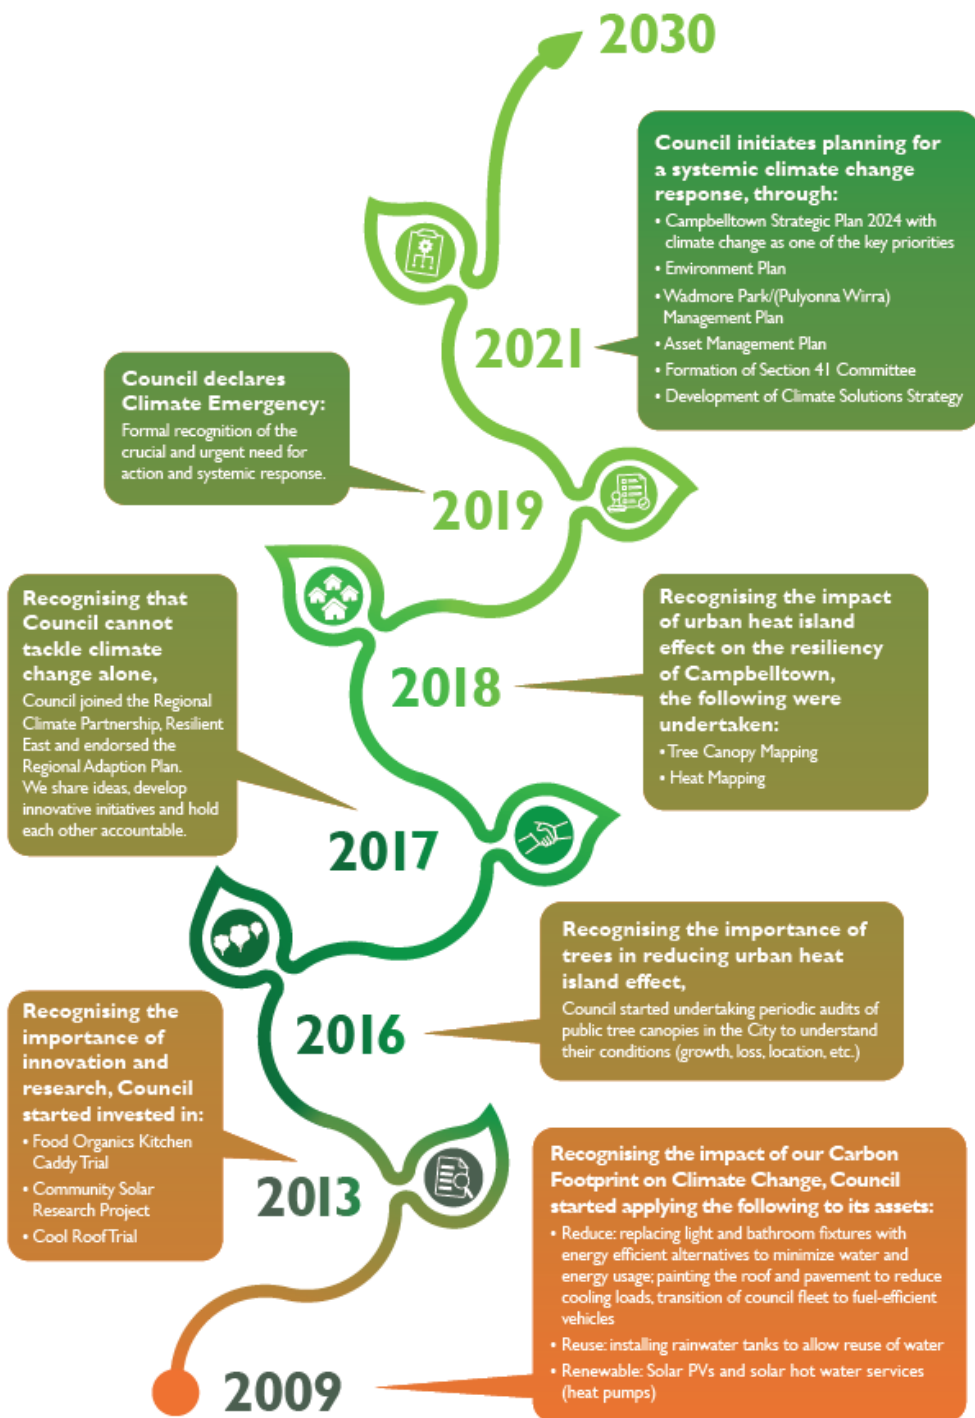 2030
Council initiates planning for
a systemic climate change
response, through:
• Campbelltown Strategic Plan 2024 with
climate change as one of the key priorities
• Environment Plan
• Wadmore Park/(Pulyonna Wirra)
Management Plan
• Asset Management Plan
• Formation of Section 41 Committee
• Development of Climate Solutions Strategy
2021
Council declares
Climate Emergency:
Formal recognition of the
crucial and urgent need for
action and systemic response.
2019
Recognising that
Council cannot
tackle climate
change alone,
Council joined the Regional
Climate Partnership, Resilient
East and endorsed the
Regional Adaption Plan.
We share ideas, develop
innovative initiatives and hold
each other accountable.
Recognising the impact
of urban heat island
effect on the resiliency
of Campbelltown,
the following were
undertaken:
• Tree Canopy Mapping
• Heat Mapping
2018
2017
Recognising the importance of
trees in reducing urban heat
island effect,
Council started undertaking periodic audits of
public tree canopies in the City to understand
their conditions (growth, loss, location, etc.)
2016
Recognising the
importance of
innovation and
research, Council
started invested in:
• Food Organics Kitchen
Caddy Trial
• Community Solar
Research Project
• Cool Roof Trial
2013
Recognising the impact of our Carbon
Footprint on Climate Change, Council
started applying the following to its assets:
• Reduce: replacing light and bathroom fixtures with
energy efficient alternatives to minimize water and
energy usage; painting the roof and pavement to reduce
cooling loads, transition of council fleet to fuel-efficient
vehicles
• Reuse: installing rainwater tanks to allow reuse of water
• Renewable: Solar PVs and solar hot water services
(heat pumps)
2009